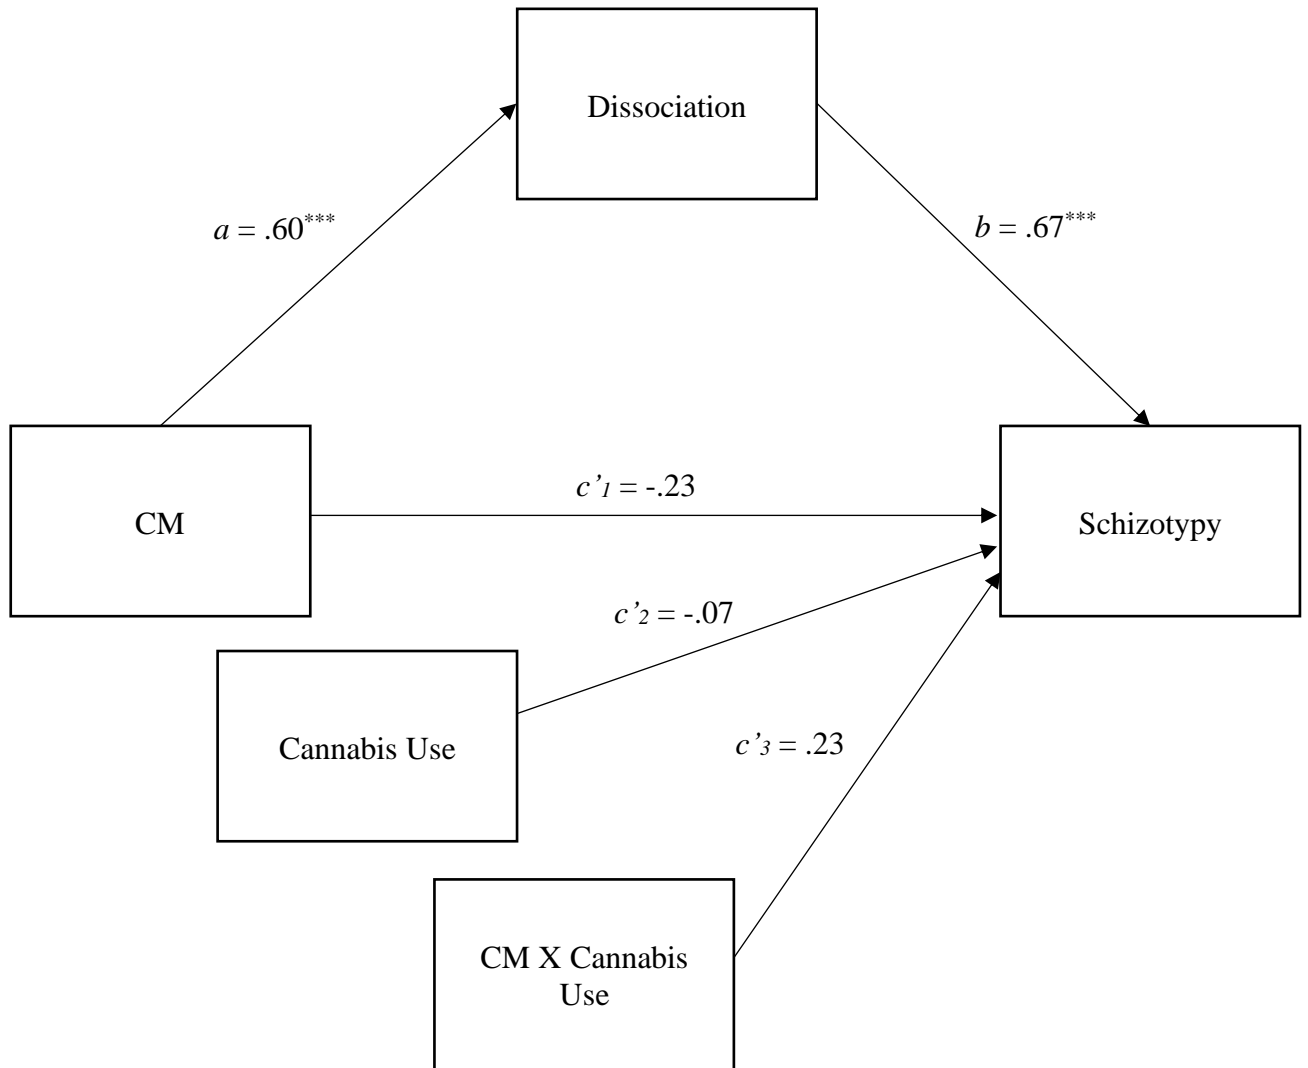 Dissociation
a = .60***
b = .67***
c’1 = -.23
CM
Schizotypy
c’2 = -.07
Cannabis Use
c’3 = .23
CM X Cannabis
Use